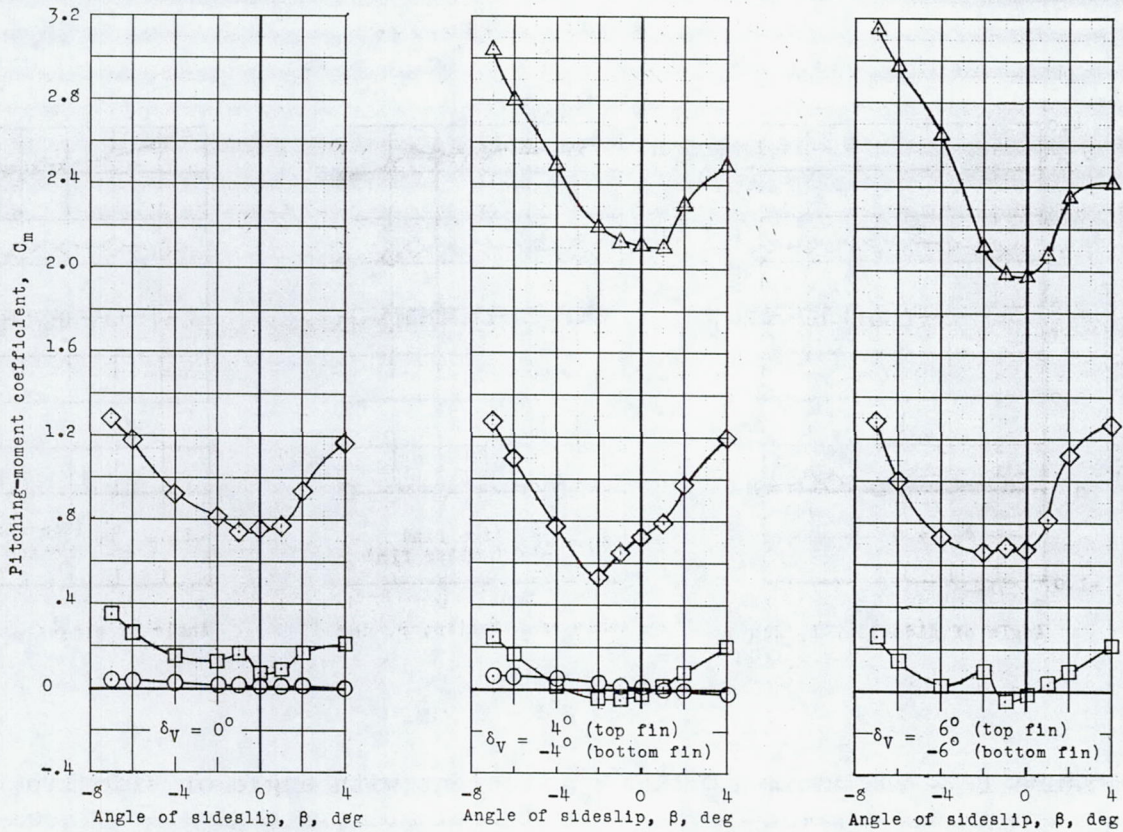 Pitching-moment coefficient, Cm
3.2
2.8
2.4
2.0
1.6
1.2
.8
.4
0
-.4
δV = 0°
δV = 4° (top fin)
-4° (bottom fin)
δV = 6° (top fin)
-6° (bottom fin)
-8 -4 0 4
-8 -4 0 4
-8 -4 0 4
Angle of sideslip, β, deg
Angle of sideslip, β, deg
Angle of sideslip, β, deg